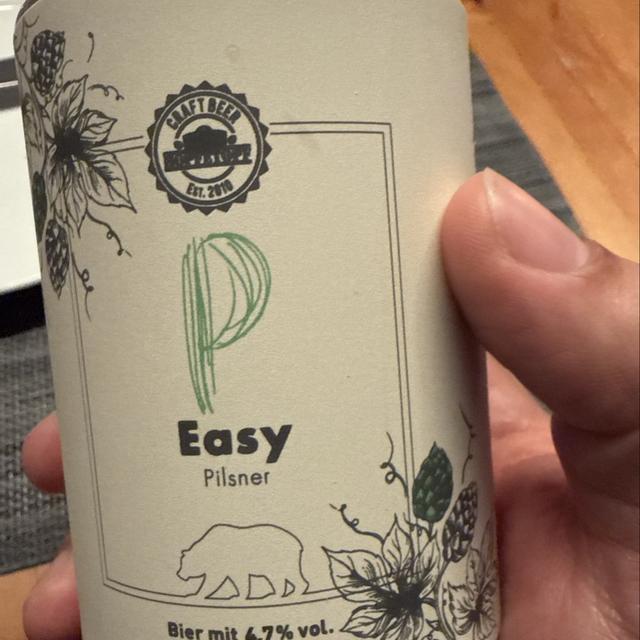 CRAFT BEER
EST. 2010
P
Easy
Pilsner
Bier mit 4,7% vol.